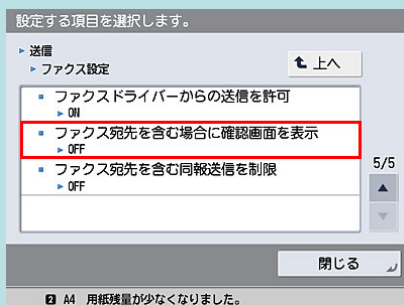 設定する項目を選択します。
送信
ファクス設定
上へ
ファクスドライバーからの送信を許可
ON
ファクス宛先を含む場合に確認画面を表示
OFF
ファクス宛先を含む同報送信を制限
OFF
5/5
閉じる
2 A4 用紙残量が少なくなりました。